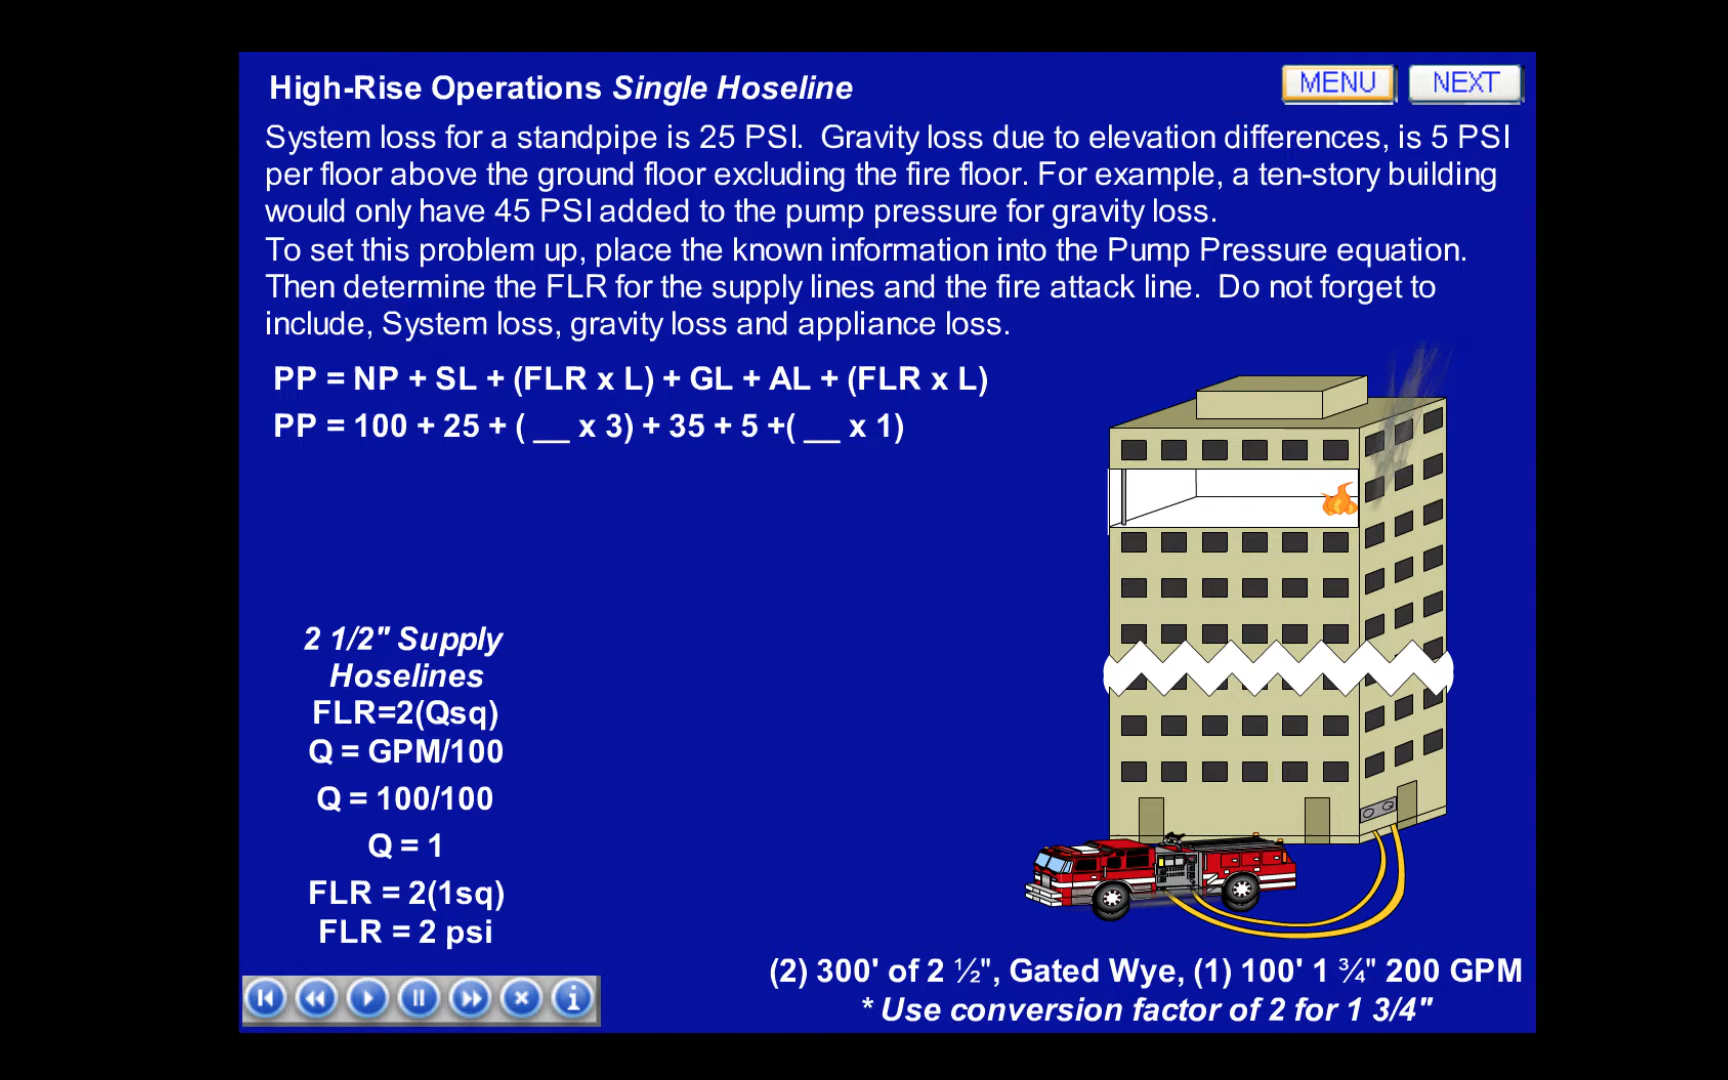 High-Rise Operations Single Hoseline
MENU
NEXT
System loss for a standpipe is 25 PSI. Gravity loss due to elevation differences, is 5 PSI
per floor above the ground floor excluding the fire floor. For example, a ten-story building
would only have 45 PSI added to the pump pressure for gravity loss.
To set this problem up, place the known information into the Pump Pressure equation.
Then determine the FLR for the supply lines and the fire attack line. Do not forget to
include, System loss, gravity loss and appliance loss.
PP = NP + SL + (FLR x L) + GL + AL + (FLR x L)
PP = 100 + 25 + ( __ x 3) + 35 + 5 +( __ x 1)
2 1/2" Supply
Hoselines
FLR=2(Qsq)
Q = GPM/100
Q = 100/100
Q = 1
FLR = 2(1sq)
FLR = 2 psi
(2) 300' of 2 ½", Gated Wye, (1) 100' 1 ¾" 200 GPM
* Use conversion factor of 2 for 1 3/4"